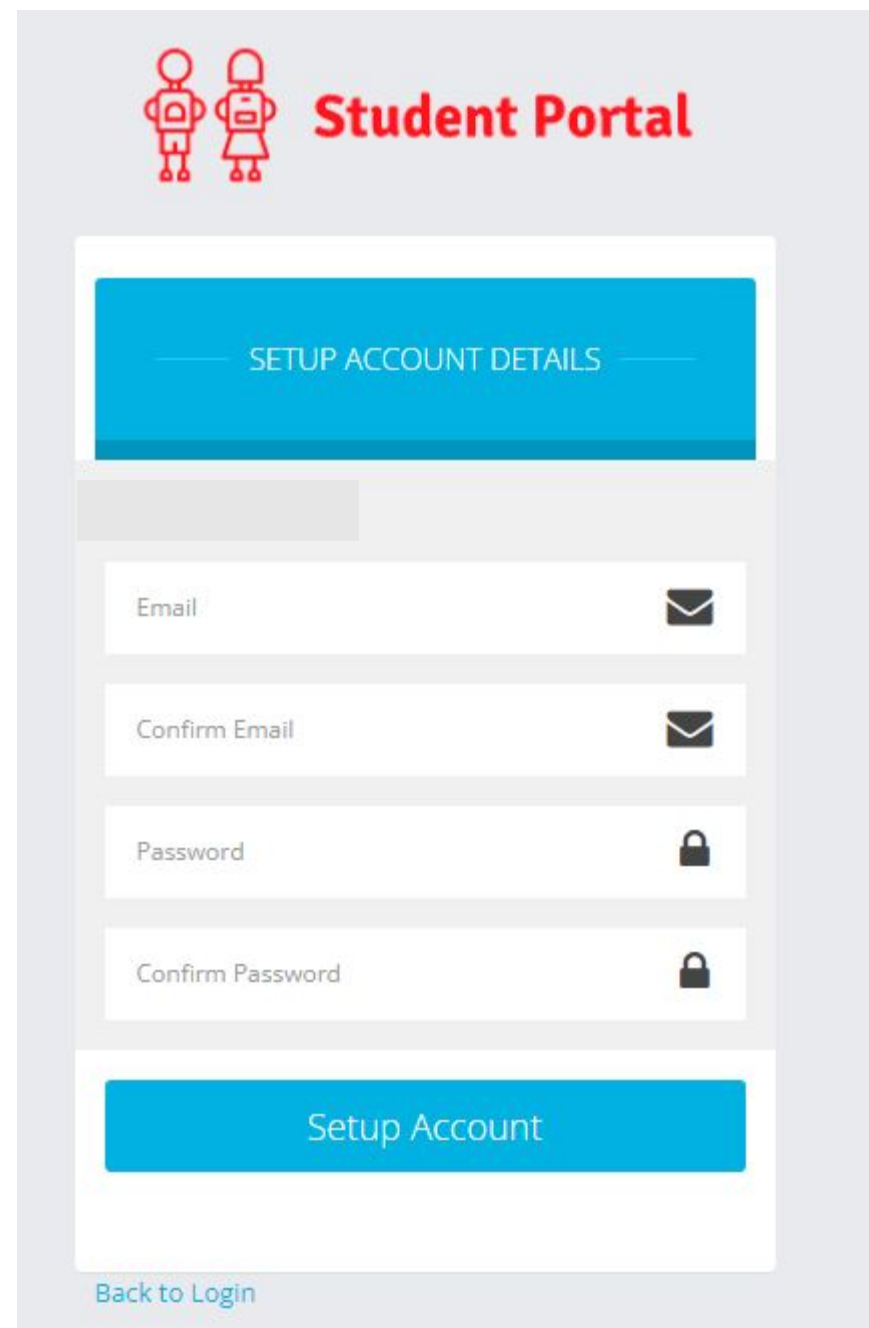 Student Portal
SETUP ACCOUNT DETAILS
Email
Confirm Email
Password
Confirm Password
Setup Account
Back to Login